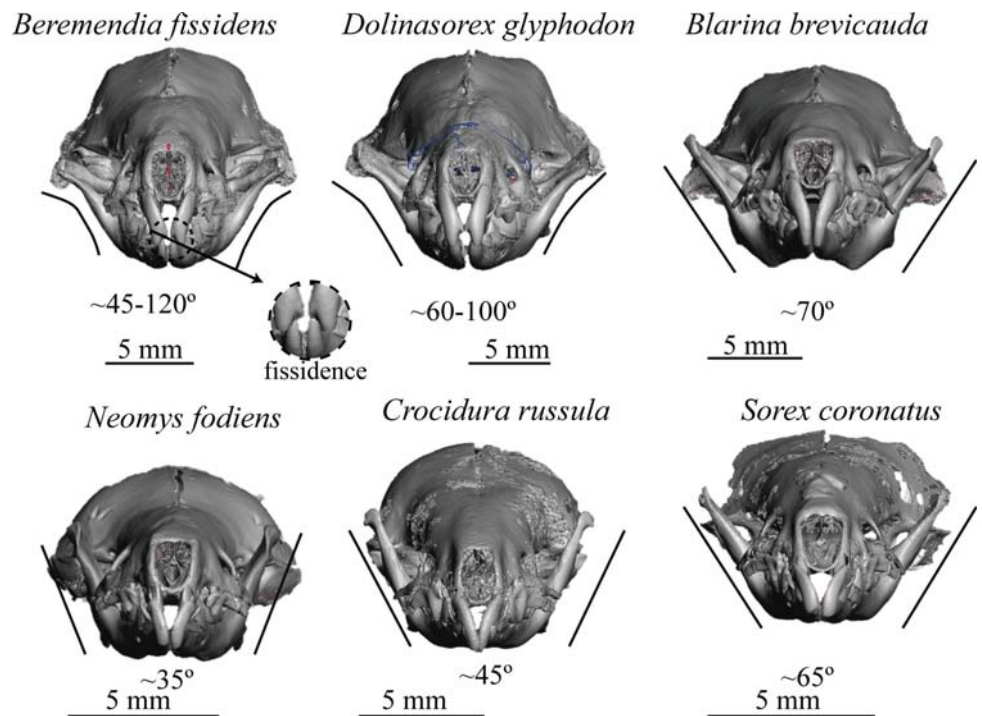 Beremendia fissidens
Dolinasorex glyphodon
Blarina brevicauda
~45-120º
~60-100º
~70º
5 mm
5 mm
5 mm
fissidence
Neomys fodiens
Crocidura russula
Sorex coronatus
~35º
~45º
~65º
5 mm
5 mm
5 mm